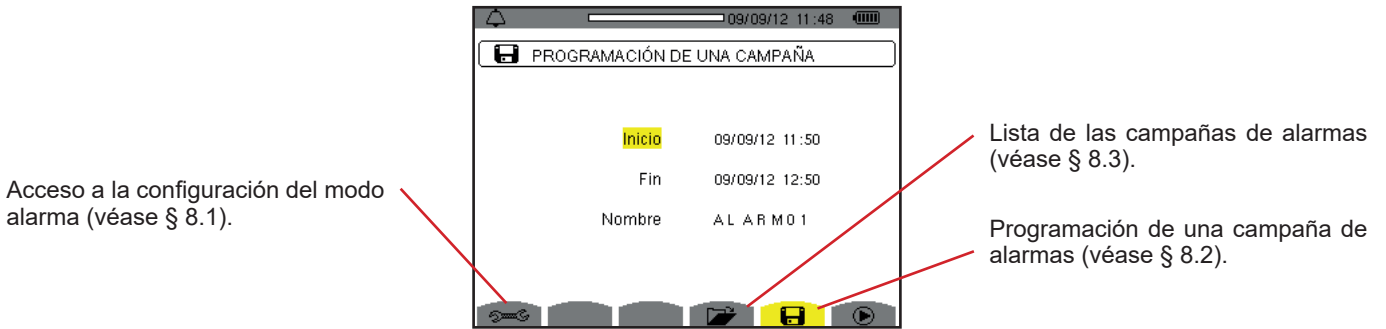 09/09/12 11:48
PROGRAMACIÓN DE UNA CAMPAÑA
Inicio 09/09/12 11:50
Fin 09/09/12 12:50
Nombre ALARM01
Acceso a la configuración del modo
alarma (véase § 8.1).
Lista de las campañas de alarmas
(véase § 8.3).
Programación de una campaña de
alarmas (véase § 8.2).